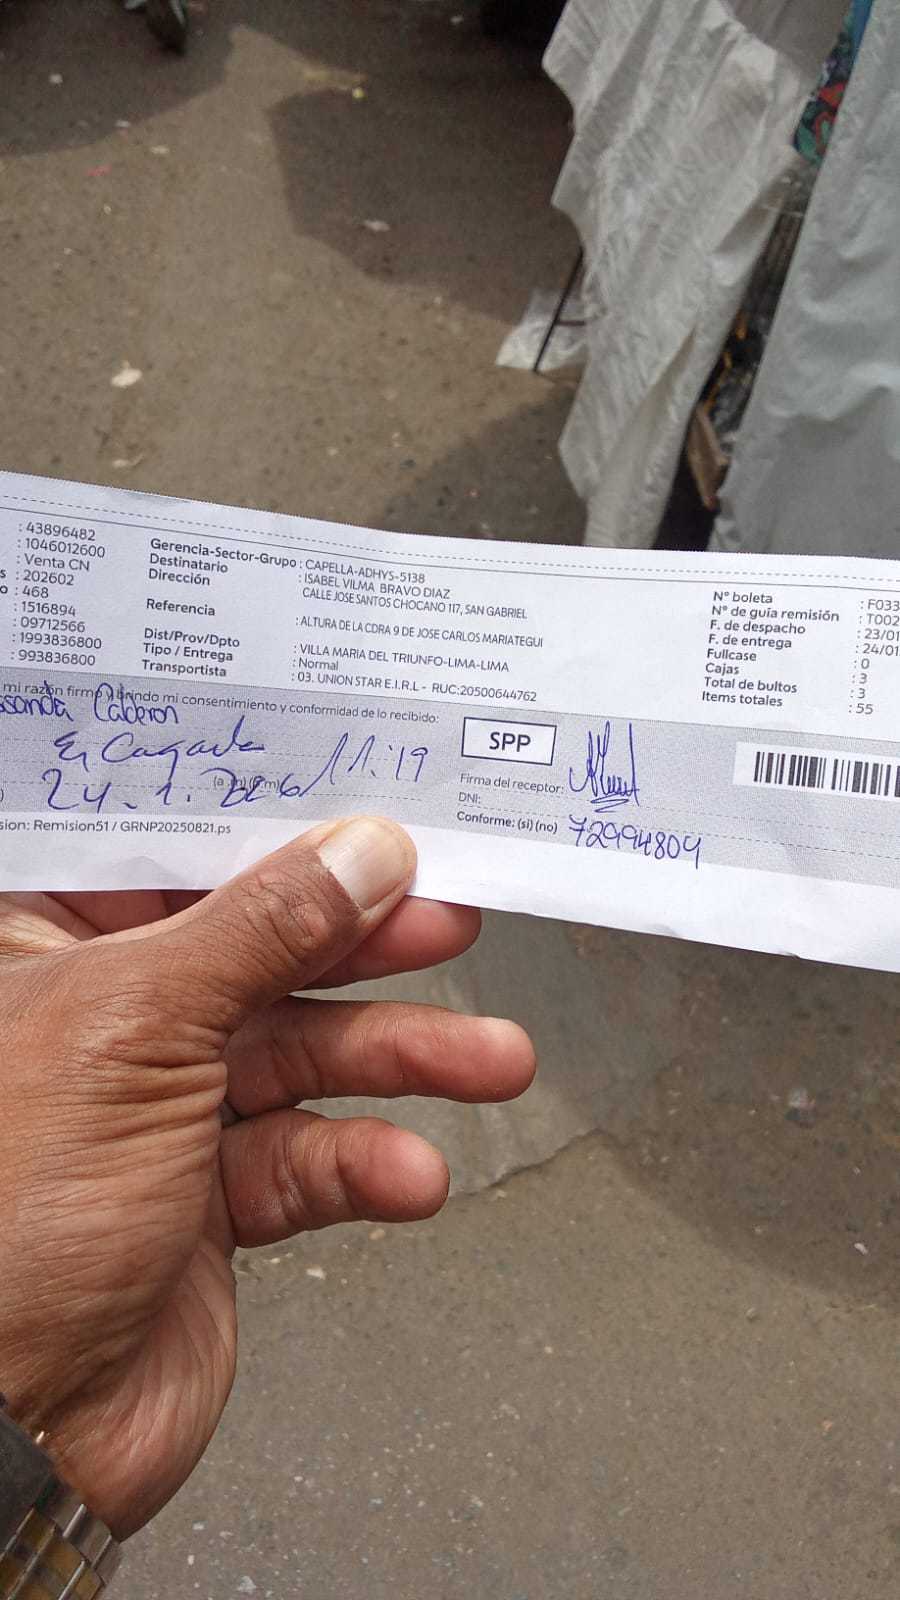 : 43896482
: 1046012600
: Venta CN
s : 202602
o : 468
: 1516894
: 09712566
: 1993836800
: 993836800
Gerencia-Sector-Grupo : CAPELLA-ADHYS-5138
Destinatario : ISABEL VILMA BRAVO DIAZ
Dirección CALLE JOSE SANTOS CHOCANO 117, SAN GABRIEL
Referencia : ALTURA DE LA CDRA 9 DE JOSE CARLOS MARIATEGUI
Dist/Prov/Dpto : VILLA MARIA DEL TRIUNFO-LIMA-LIMA
Tipo / Entrega : Normal
Transportista : 03. UNION STAR E.I.R.L - RUC:20500644762
N° boleta : F033
N° de guía remisión : T002
F. de despacho : 23/01
F. de entrega : 24/01
Fullcase : 0
Cajas : 3
Total de bultos : 3
Items totales : 55
mi razón firmo y brindo mi consentimiento y conformidad de lo recibido:
ssanda Calderon
11:19
24.1.2026
(a.m) (p.m)
SPP
Firma del receptor:
DNI:
Conforme: (si) (no) 72994809
sion: Remision51 / GRNP20250821.ps